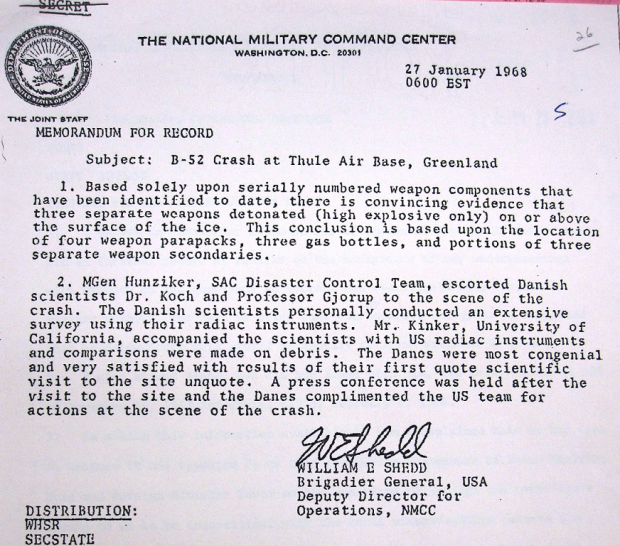 SECRET
THE NATIONAL MILITARY COMMAND CENTER
WASHINGTON, D.C. 20301
26
27 January 1968
0600 EST
5
THE JOINT STAFF
MEMORANDUM FOR RECORD
Subject: B-52 Crash at Thule Air Base, Greenland
1. Based solely upon serially numbered weapon components that
have been identified to date, there is convincing evidence that
three separate weapons detonated (high explosive only) on or above
the surface of the ice. This conclusion is based upon the location
of four weapon parapacks, three gas bottles, and portions of three
separate weapon secondaries.
2. MGen Hunziker, SAC Disaster Control Team, escorted Danish
scientists Dr. Koch and Professor Gjorup to the scene of the
crash. The Danish scientists personally conducted an extensive
survey using their radiac instruments. Mr. Kinker, University of
California, accompanied the scientists with US radiac instruments
and comparisons were made on debris. The Danes were most congenial
and very satisfied with results of their first quote scientific
visit to the site unquote. A press conference was held after the
visit to the site and the Danes complimented the US team for
actions at the scene of the crash.
WEShedd
WILLIAM E SHEDD
Brigadier General, USA
Deputy Director for
Operations, NMCC
DISTRIBUTION:
WHSR
SECSTATE